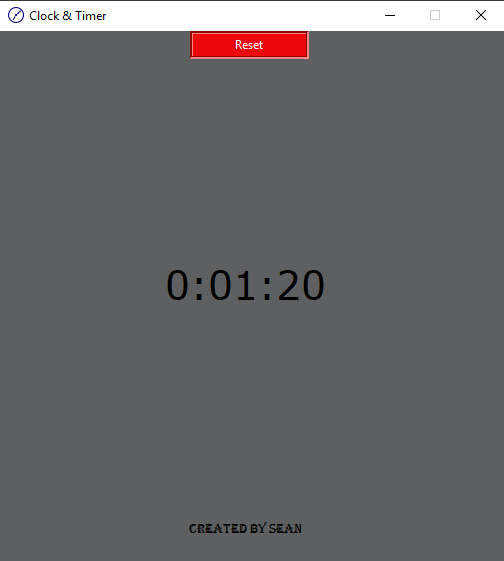 Clock & Timer
Reset
0:01:20
CREATED BY SEAN